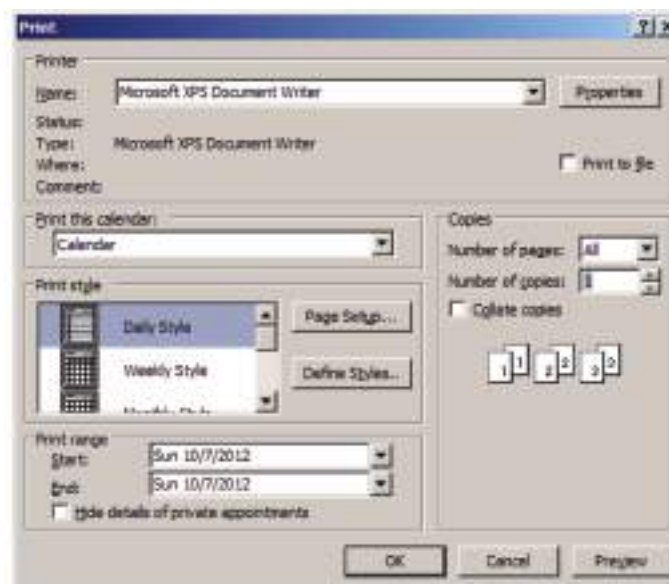 Print
Printer
Name: Microsoft XPS Document Writer Properties
Status:
Type: Microsoft XPS Document Writer
Where: Print to file
Comment:
Print this calendar: Copies
Calendar Number of pages: All
Number of copies: 1
Print style Collate copies
Daily Style Page Setup...
Weekly Style Define Styles...
1 1 2 2 3 3
Print range
Start: Sun 10/7/2012
End: Sun 10/7/2012
Hide details of private appointments
OK Cancel Preview